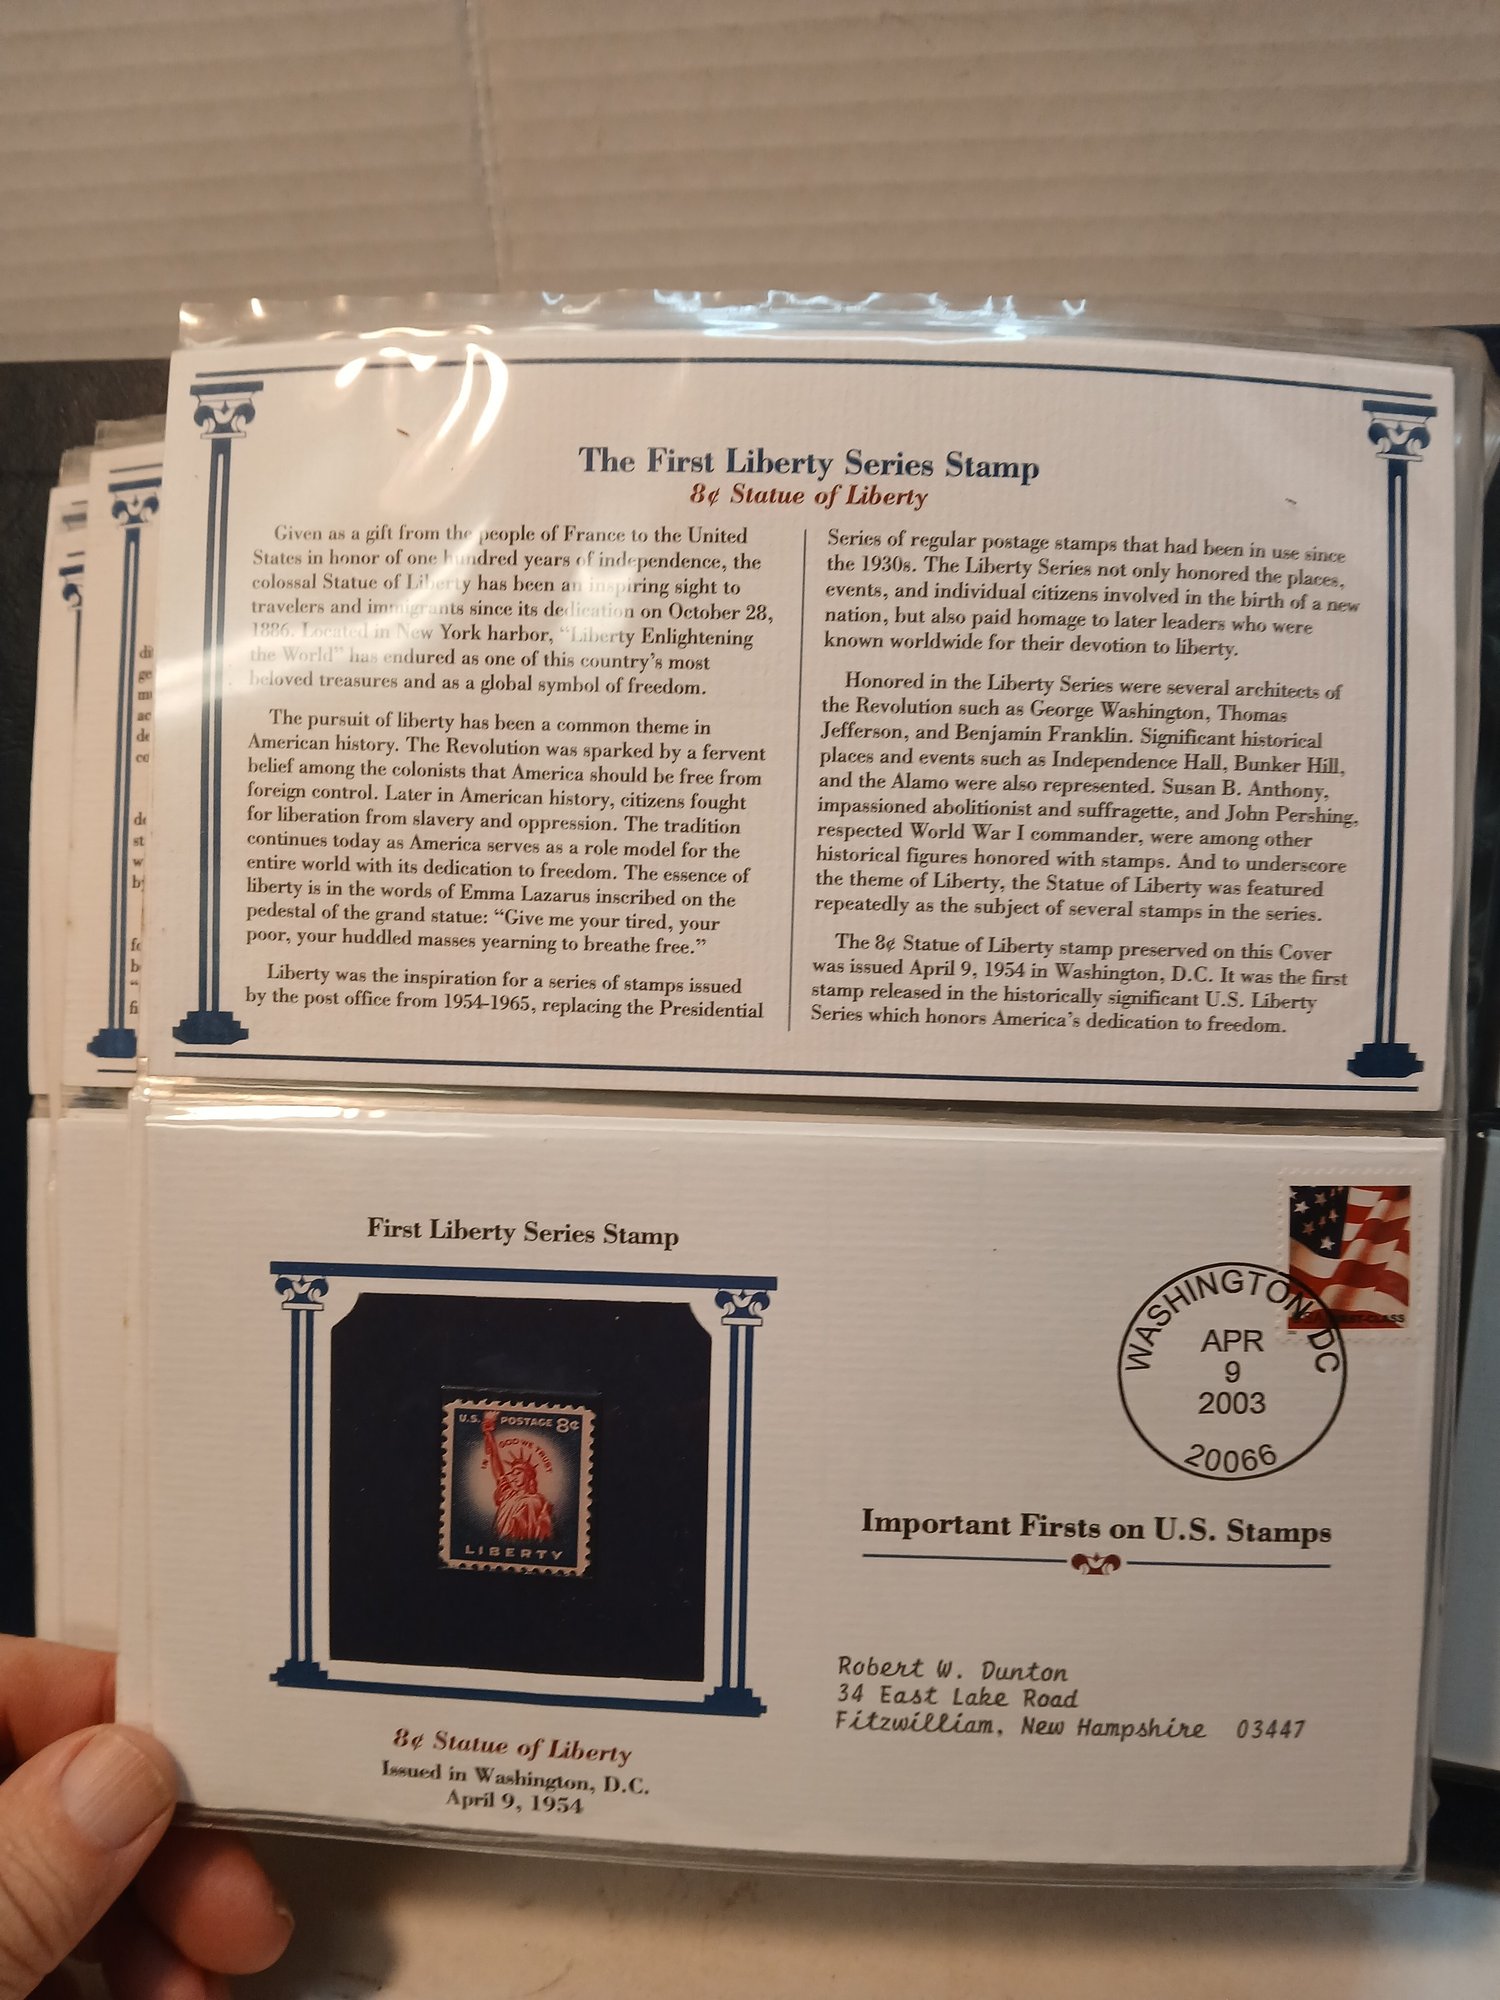 The First Liberty Series Stamp
8¢ Statue of Liberty
Given as a gift from the people of France to the United
States in honor of one hundred years of independence, the
colossal Statue of Liberty has been an inspiring sight to
travelers and immigrants since its dedication on October 28,
1886. Located in New York harbor, “Liberty Enlightening
the World” has endured as one of this country’s most
beloved treasures and as a global symbol of freedom.
The pursuit of liberty has been a common theme in
American history. The Revolution was sparked by a fervent
belief among the colonists that America should be free from
foreign control. Later in American history, citizens fought
for liberation from slavery and oppression. The tradition
continues today as America serves as a role model for the
entire world with its dedication to freedom. The essence of
liberty is in the words of Emma Lazarus inscribed on the
pedestal of the grand statue: “Give me your tired, your
poor, your huddled masses yearning to breathe free.”
Liberty was the inspiration for a series of stamps issued
by the post office from 1954-1965, replacing the Presidential
Series of regular postage stamps that had been in use since
the 1930s. The Liberty Series not only honored the places,
events, and individual citizens involved in the birth of a new
nation, but also paid homage to later leaders who were
known worldwide for their devotion to liberty.
Honored in the Liberty Series were several architects of
the Revolution such as George Washington, Thomas
Jefferson, and Benjamin Franklin. Significant historical
places and events such as Independence Hall, Bunker Hill,
and the Alamo were also represented. Susan B. Anthony,
impassioned abolitionist and suffragette, and John Pershing,
respected World War I commander, were among other
historical figures honored with stamps. And to underscore
the theme of Liberty, the Statue of Liberty was featured
repeatedly as the subject of several stamps in the series.
The 8¢ Statue of Liberty stamp preserved on this Cover
was issued April 9, 1954 in Washington, D.C. It was the first
stamp released in the historically significant U.S. Liberty
Series which honors America’s dedication to freedom.
First Liberty Series Stamp
U.S. POSTAGE 8¢
IN GOD WE TRUST
LIBERTY
8¢ Statue of Liberty
Issued in Washington, D.C.
April 9, 1954
WASHINGTON DC
APR
9
2003
20066
Important Firsts on U.S. Stamps
Robert W. Dunton
34 East Lake Road
Fitzwilliam, New Hampshire 03447